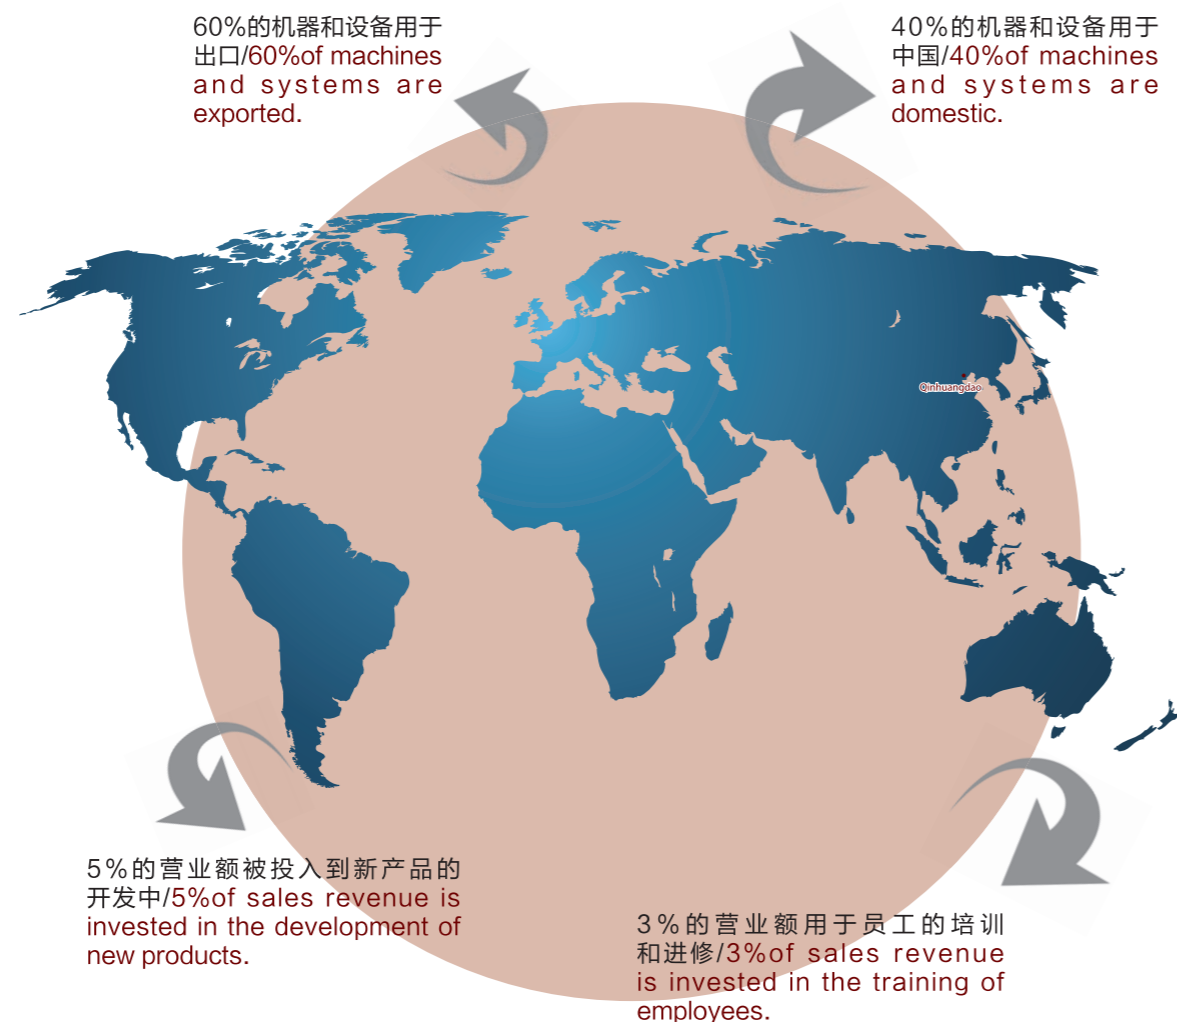 60%的机器和设备用于
出口/60%of machines
and systems are
exported.
40%的机器和设备用于
中国/40%of machines
and systems are
domestic.
Qinhuangdao
5%的营业额被投入到新产品的
开发中/5%of sales revenue is
invested in the development of
new products.
3%的营业额用于员工的培训
和进修/3%of sales revenue
is invested in the training of
employees.